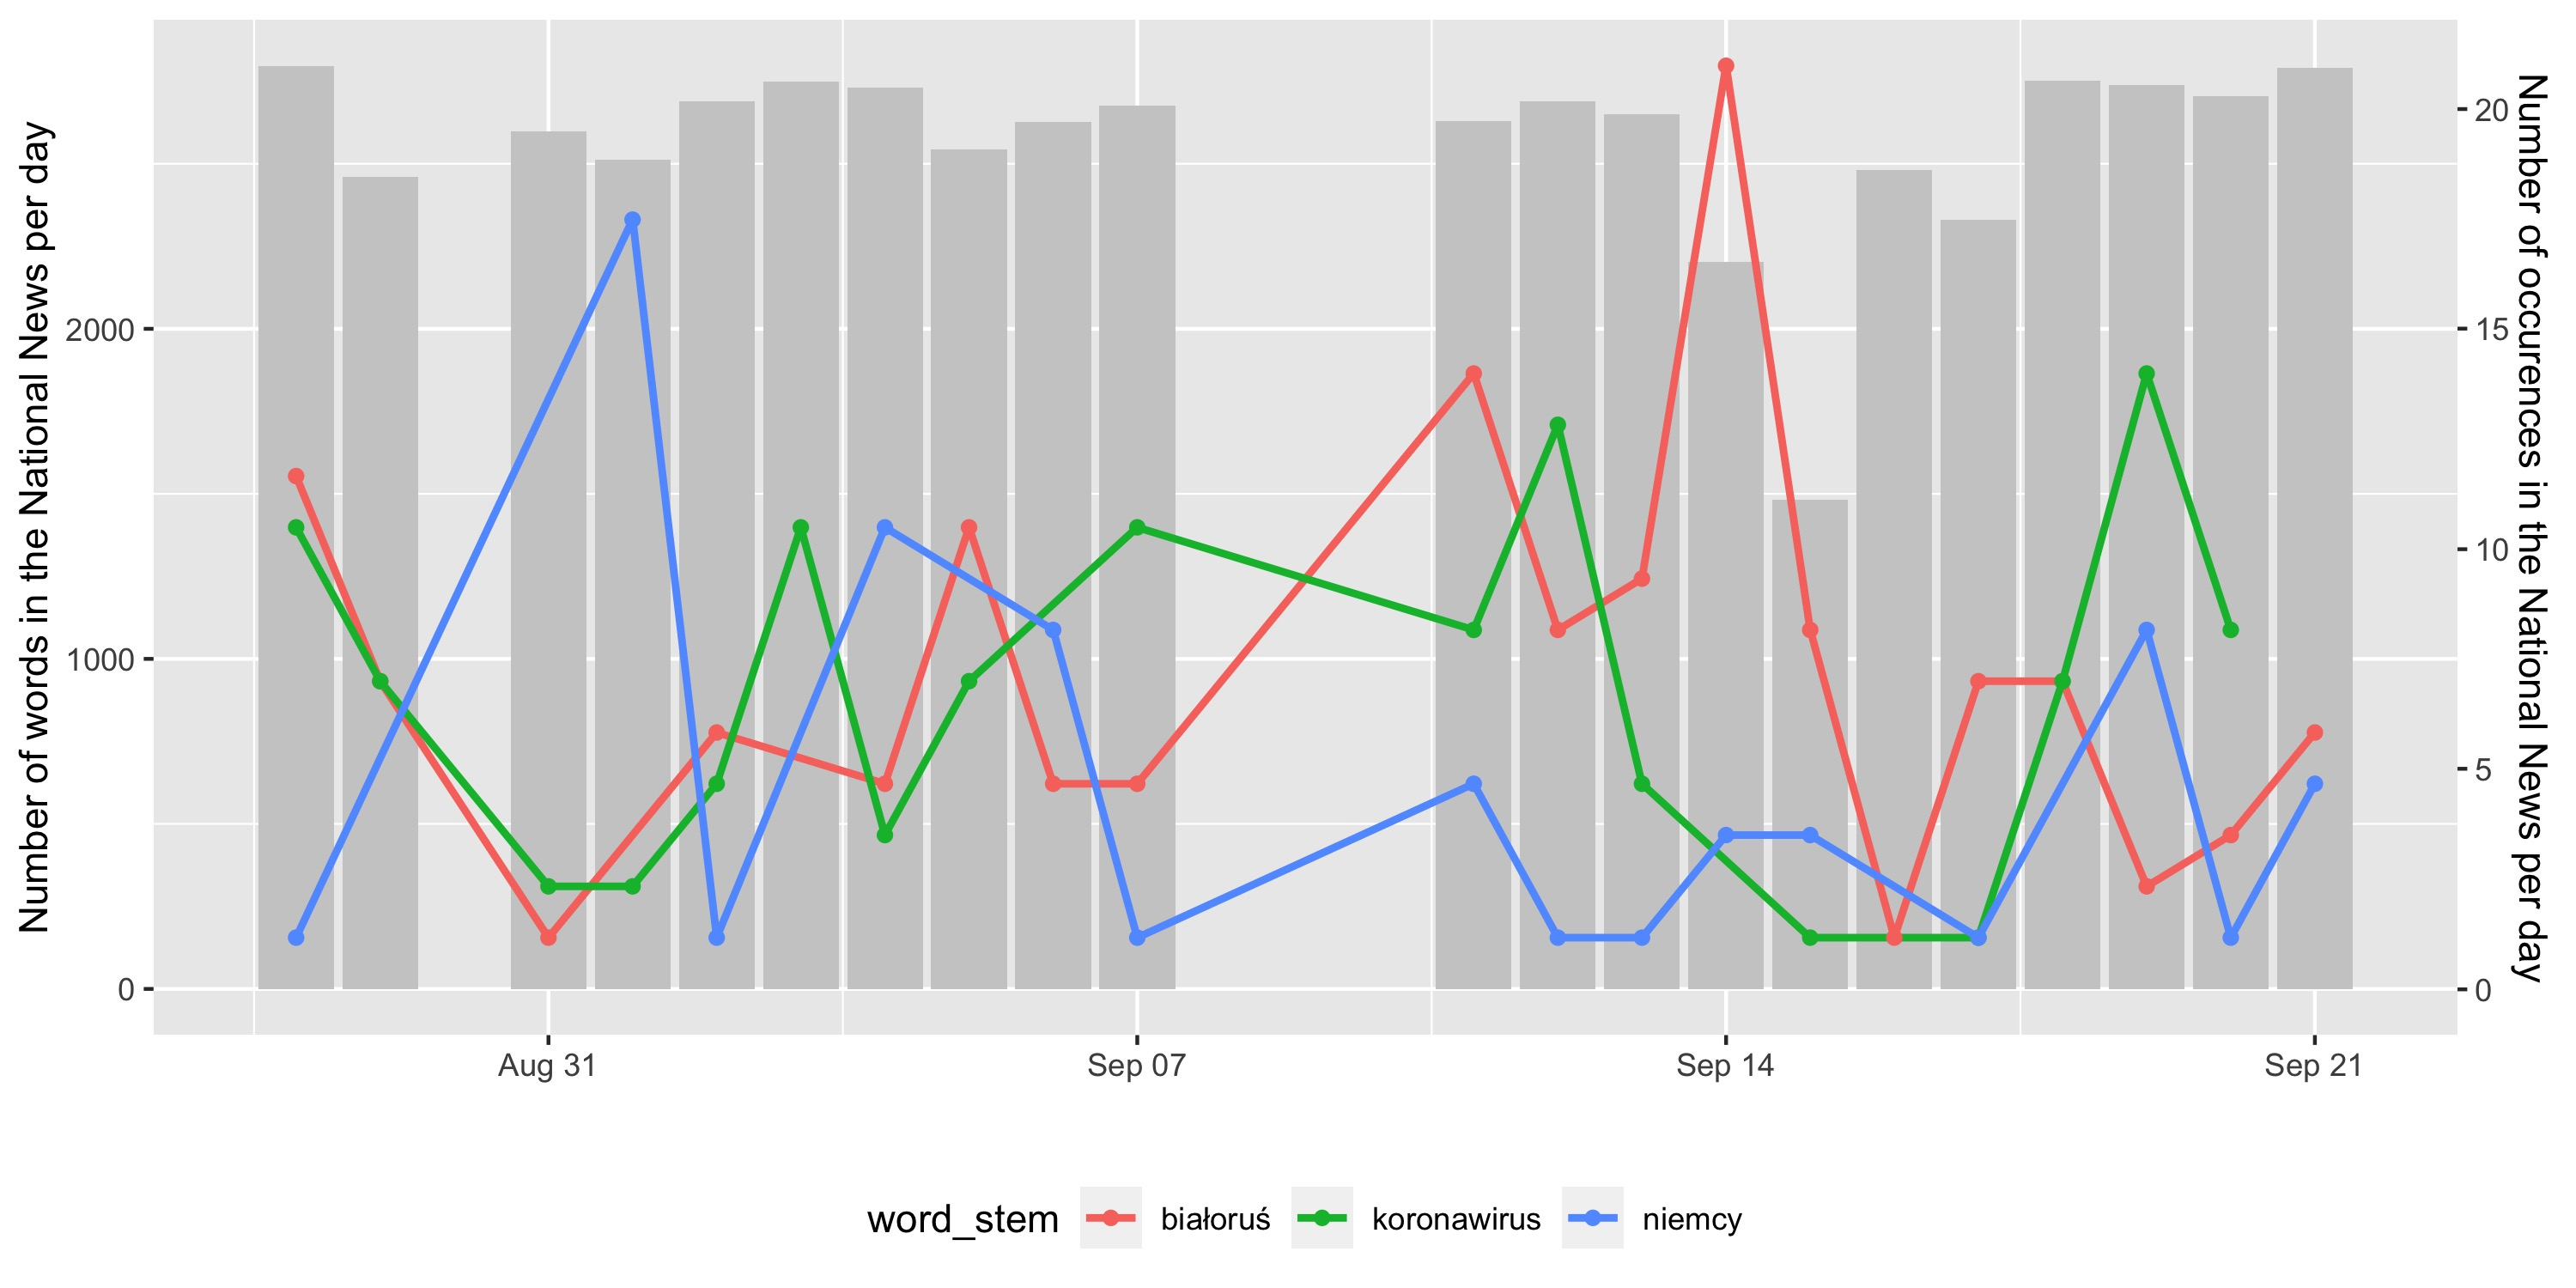 Number of words in the National News per day
2000
1000
0
20
15
10
5
0
Number of occurences in the National News per day
Aug 31
Sep 07
Sep 14
Sep 21
word_stem białoruś koronawirus niemcy